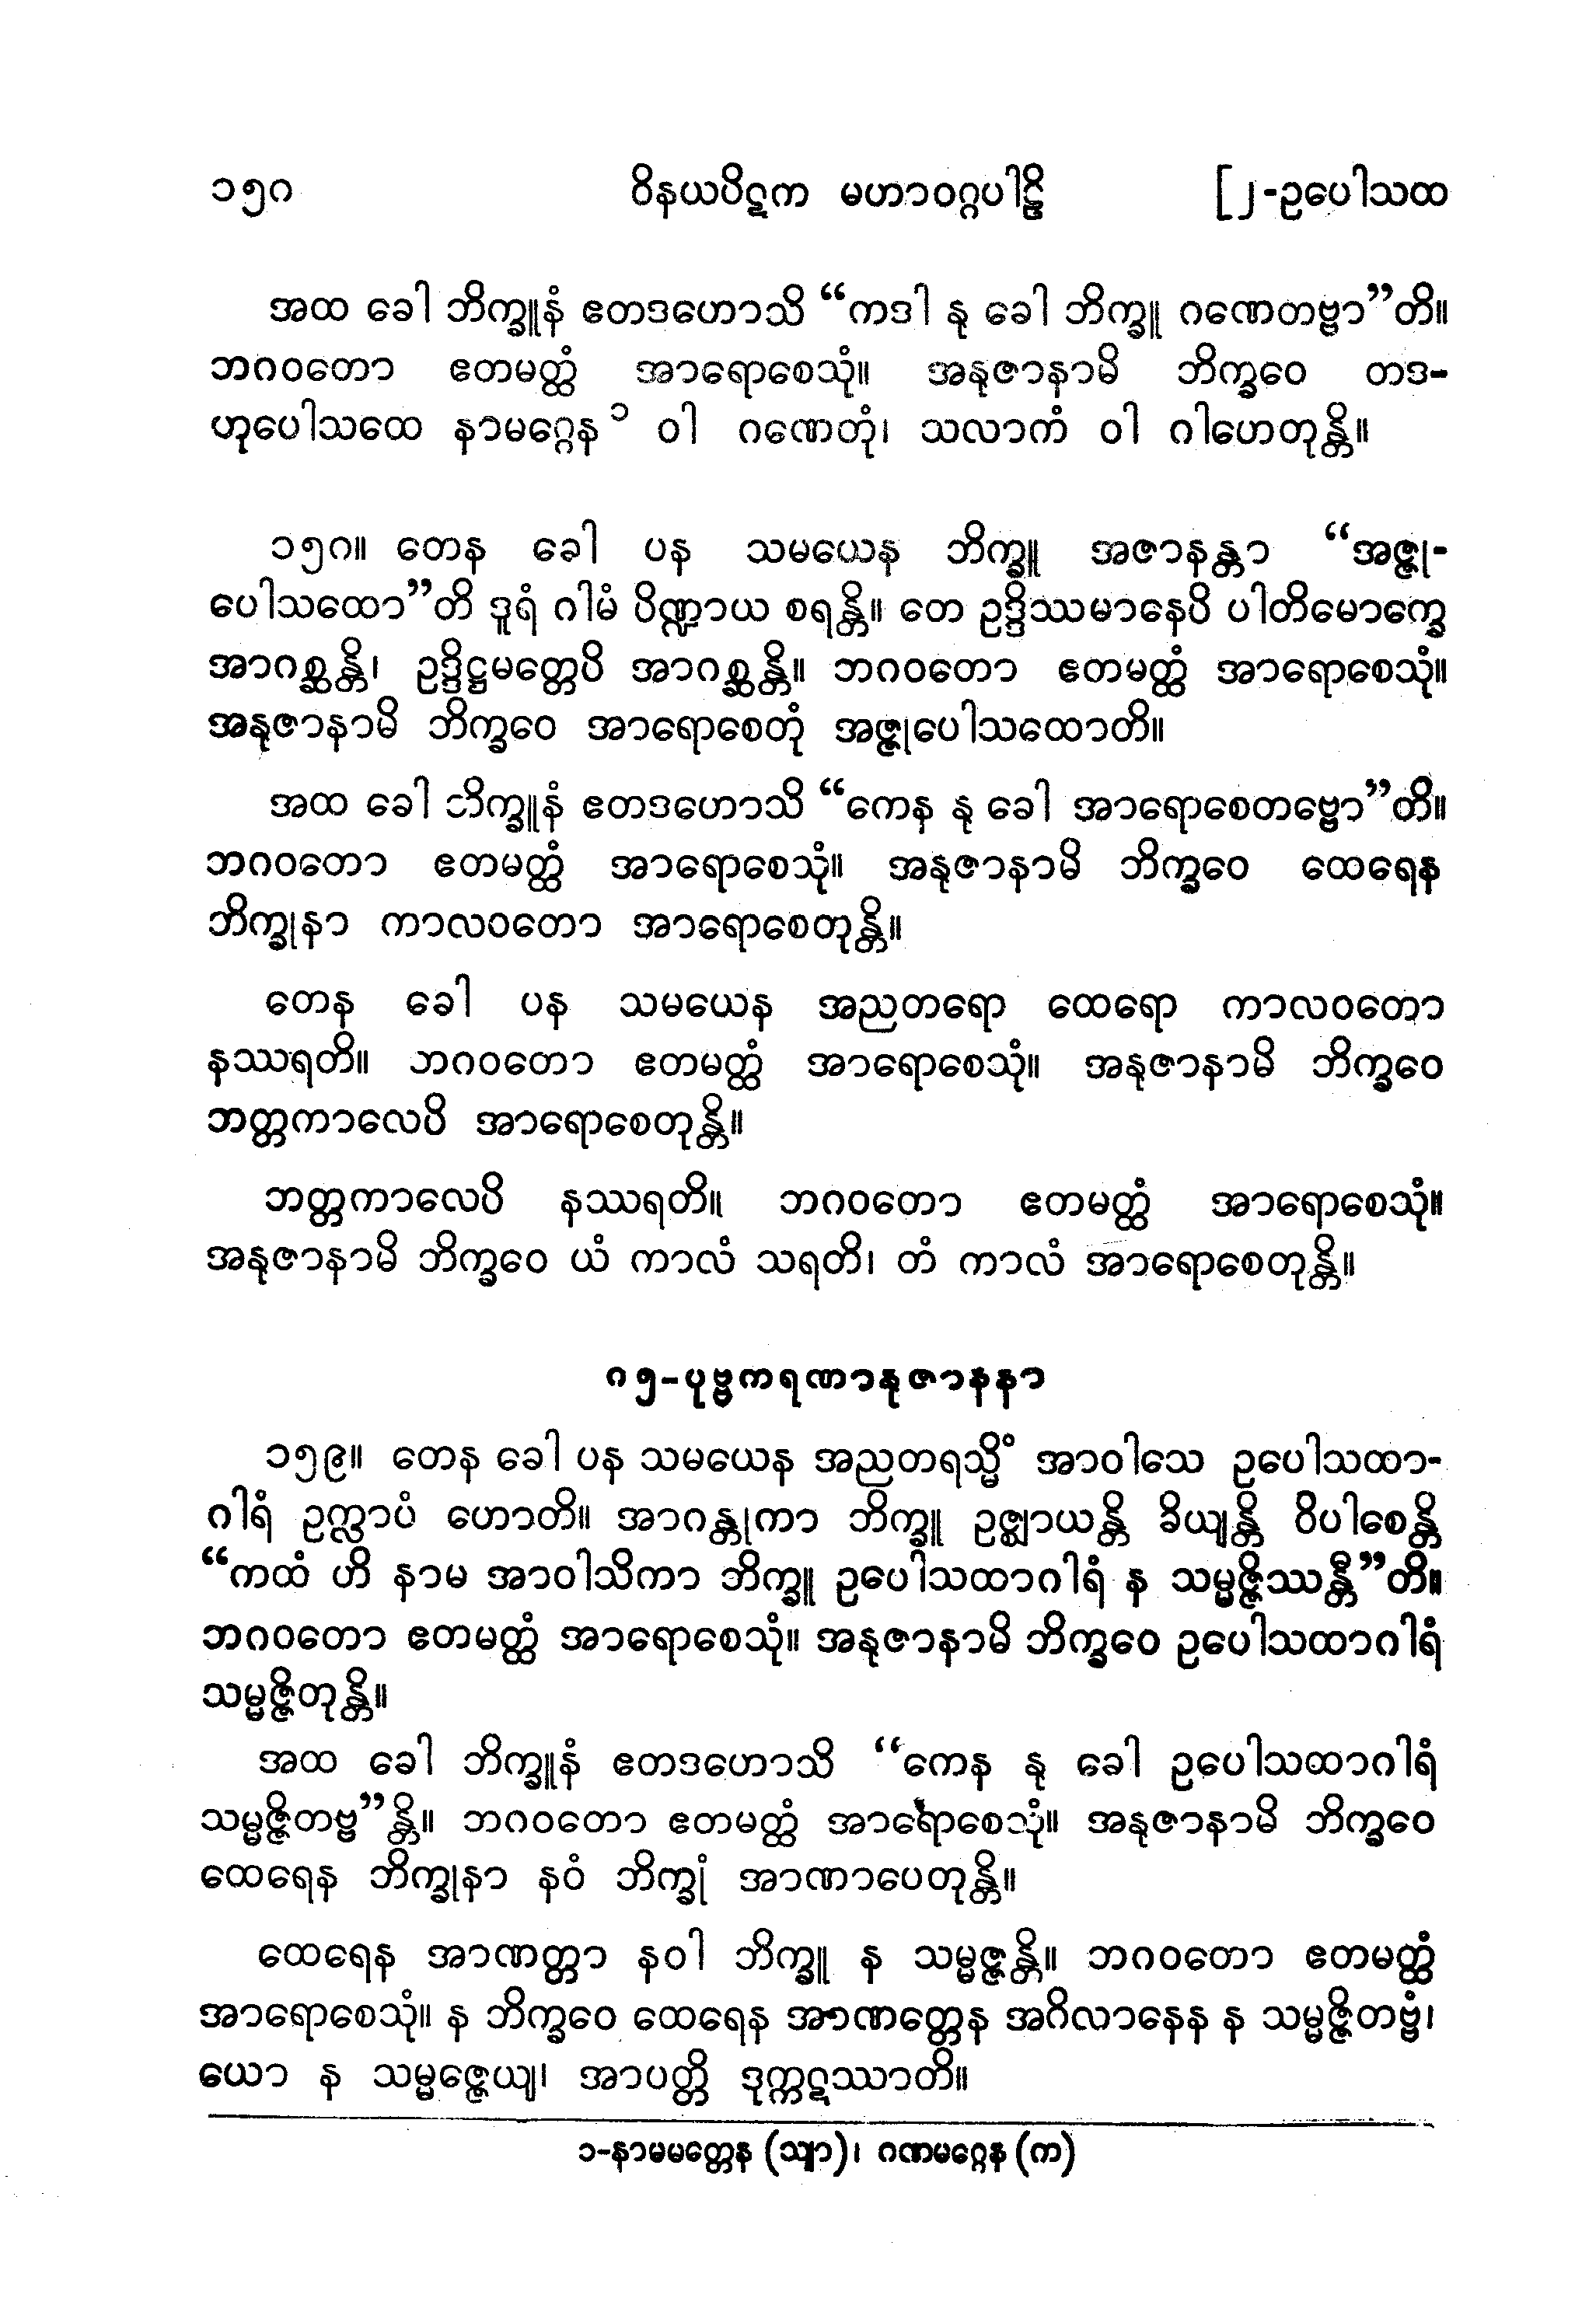 ၁၅၈ ဝိနယပိဋက မဟာဝဂ္ဂပါဠိ [၂-ဥပေါသထ
အထ ခေါ ဘိက္ခူနံ ဧတဒဟောသိ “ကဒါ နု ခေါ ဘိက္ခူ ဂဏေတဗ္ဗာ”တိ။
ဘဂဝတော ဧတမတ္ထံ အာရောစေသုံ။ အနုဇာနာမိ ဘိက္ခဝေ တဒ-
ဟုပေါသထေ နာမဂ္ဂေန ၁ ဝါ ဂဏေတုံ၊ သလာကံ ဝါ ဂါဟေတုန္တိ။
၁၅၈။ တေန ခေါ ပန သမယေန ဘိက္ခူ အဇာနန္တာ “အဇ္ဇု-
ပေါသထော”တိ ဒူရံ ဂါမံ ပိဏ္ဍာယ စရန္တိ။ တေ ဥဒ္ဒိဿမာနေပိ ပါတိမောက္ခေ
အာဂစ္ဆန္တိ၊ ဥဒ္ဒိဋ္ဌမတ္တေပိ အာဂစ္ဆန္တိ။ ဘဂဝတော ဧတမတ္ထံ အာရောစေသုံ။
အနုဇာနာမိ ဘိက္ခဝေ အာရောစေတုံ အဇ္ဇုပေါသထောတိ။
အထ ခေါ ဘိက္ခူနံ ဧတဒဟောသိ “ကေန နု ခေါ အာရောစေတဗ္ဗော”တိ။
ဘဂဝတော ဧတမတ္ထံ အာရောစေသုံ။ အနုဇာနာမိ ဘိက္ခဝေ ထေရေန
ဘိက္ခုနာ ကာလဝတော အာရောစေတုန္တိ။
တေန ခေါ ပန သမယေန အညတရော ထေရော ကာလဝတော
နဿရတိ။ ဘဂဝတော ဧတမတ္ထံ အာရောစေသုံ။ အနုဇာနာမိ ဘိက္ခဝေ
ဘတ္တကာလေပိ အာရောစေတုန္တိ။
ဘတ္တကာလေပိ နဿရတိ။ ဘဂဝတော ဧတမတ္ထံ အာရောစေသုံ။
အနုဇာနာမိ ဘိက္ခဝေ ယံ ကာလံ သရတိ၊ တံ ကာလံ အာရောစေတုန္တိ။
၈၅-ပုဗ္ဗကရဏာနုဇာနနာ
၁၅၉။ တေန ခေါ ပန သမယေန အညတရသ္မိံ အာဝါသေ ဥပေါသထာ-
ဂါရံ ဥက္လာပံ ဟောတိ။ အာဂန္တုကာ ဘိက္ခူ ဥဇ္ဈာယန္တိ ခိယျန္တိ ဝိပါစေန္တိ
“ကထံ ဟိ နာမ အာဝါသိကာ ဘိက္ခူ ဥပေါသထာဂါရံ န သမ္မဇ္ဇိဿန္တီ”တိ။
ဘဂဝတော ဧတမတ္ထံ အာရောစေသုံ။ အနုဇာနာမိ ဘိက္ခဝေ ဥပေါသထာဂါရံ
သမ္မဇ္ဇိတုန္တိ။
အထ ခေါ ဘိက္ခူနံ ဧတဒဟောသိ “ကေန နု ခေါ ဥပေါသထာဂါရံ
သမ္မဇ္ဇိတဗ္ဗ”န္တိ။ ဘဂဝတော ဧတမတ္ထံ အာရောစေသုံ။ အနုဇာနာမိ ဘိက္ခဝေ
ထေရေန ဘိက္ခုနာ နဝံ ဘိက္ခုံ အာဏာပေတုန္တိ။
ထေရေန အာဏတ္တာ နဝါ ဘိက္ခူ န သမ္မဇ္ဇန္တိ။ ဘဂဝတော ဧတမတ္ထံ
အာရောစေသုံ။ န ဘိက္ခဝေ ထေရေန အာဏတ္တေန အဂိလာနေန န သမ္မဇ္ဇိတဗ္ဗံ၊
ယော န သမ္မဇ္ဇေယျ၊ အာပတ္တိ ဒုက္ကဋဿာတိ။
၁-နာမမတ္တေန (သျာ)၊ ဂဏမဂ္ဂေန (က)